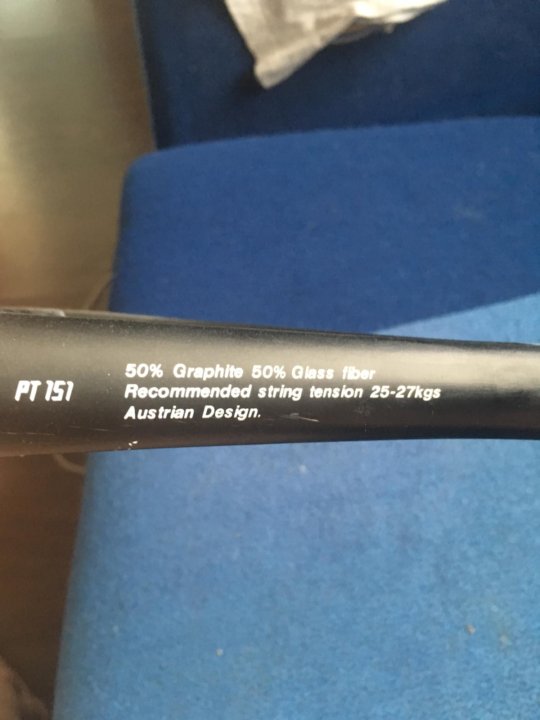 PT 151
50% Graphite 50% Glass fiber
Recommended string tension 25-27kgs
Austrian Design.